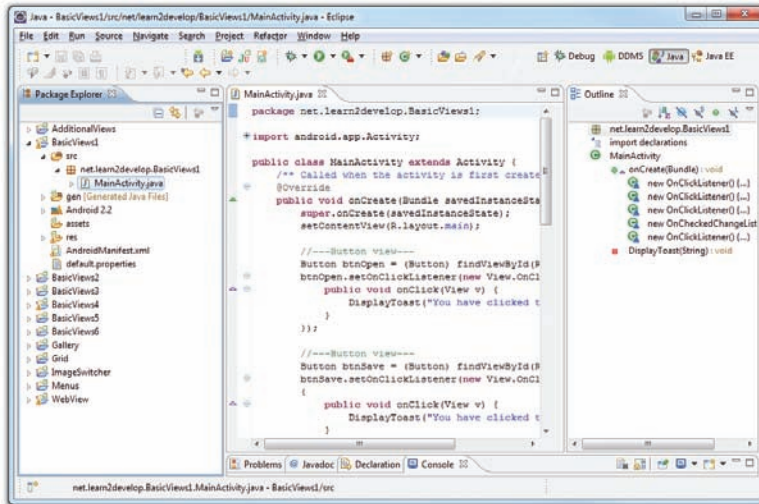 Java - BasicViews1/src/net/learn2develop/BasicViews1/MainActivity.java - Eclipse
File Edit Run Source Navigate Search Project Refactor Window Help
Debug DDMS Java Java EE
Package Explorer
AdditionalViews
BasicViews1
src
net.learn2develop.BasicViews1
MainActivity.java
gen [Generated Java Files]
Android 2.2
assets
res
AndroidManifest.xml
default.properties
BasicViews2
BasicViews3
BasicViews4
BasicViews5
BasicViews6
Gallery
Grid
ImageSwitcher
Menus
WebView
MainActivity.java
package net.learn2develop.BasicViews1;
import android.app.Activity;
public class MainActivity extends Activity {
/** Called when the activity is first create
@Override
public void onCreate(Bundle savedInstanceSta
super.onCreate(savedInstanceState);
setContentView(R.layout.main);
//---Button view---
Button btnOpen = (Button) findViewById(R
btnOpen.setOnClickListener(new View.OnCl
public void onClick(View v) {
DisplayToast("You have clicked t
}
});
//---Button view---
Button btnSave = (Button) findViewById(R
btnSave.setOnClickListener(new View.OnCl
{
public void onClick(View v) {
DisplayToast("You have clicked t
}
Outline
net.learn2develop.BasicViews1
import declarations
MainActivity
onCreate(Bundle) : void
new OnClickListener() {...}
new OnClickListener() {...}
new OnClickListener() {...}
new OnCheckedChangeList
new OnClickListener() {...}
DisplayToast(String) : void
Problems Javadoc Declaration Console
net.learn2develop.BasicViews1.MainActivity.java - BasicViews1/src